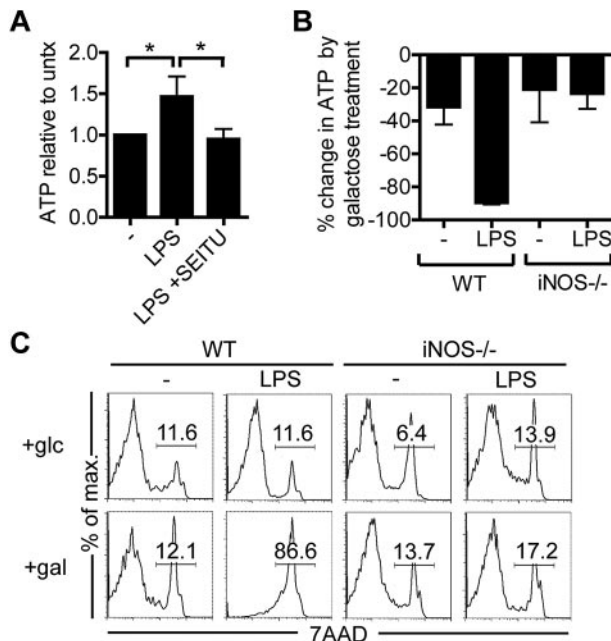 A
B
ATP relative to untx
2.0
1.5
1.0
0.5
0.0
* *
-
LPS
LPS +SEITU
% change in ATP by
galactose treatment
0
-20
-40
-60
-80
-100
- LPS - LPS
WT iNOS-/-
C
WT iNOS-/-
- LPS - LPS
+glc
11.6 11.6 6.4 13.9
% of max.
+gal
12.1 86.6 13.7 17.2
7AAD